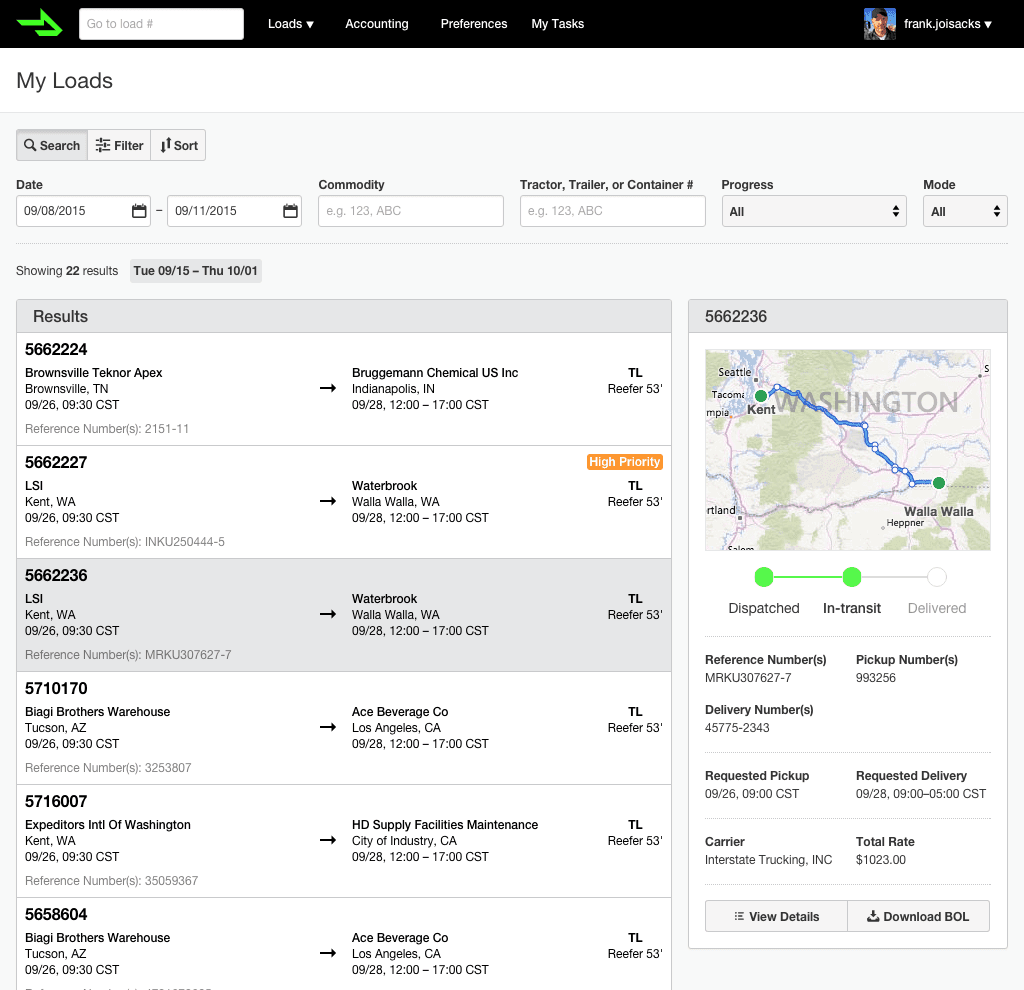 Go to load #
Loads ▼
Accounting
Preferences
My Tasks
frank.joisacks ▼
My Loads
Search
Filter
Sort
Date
Commodity
Tractor, Trailer, or Container #
Progress
Mode
09/08/2015
–
09/11/2015
e.g. 123, ABC
e.g. 123, ABC
All
All
Showing 22 results
Tue 09/15 – Thu 10/01
Results
5662224
Brownsville Teknor Apex
Brownsville, TN
09/26, 09:30 CST
Bruggemann Chemical US Inc
Indianapolis, IN
09/28, 12:00 – 17:00 CST
TL
Reefer 53'
Reference Number(s): 2151-11
5662227
High Priority
LSI
Kent, WA
09/26, 09:30 CST
Waterbrook
Walla Walla, WA
09/28, 12:00 – 17:00 CST
TL
Reefer 53'
Reference Number(s): INKU250444-5
5662236
LSI
Kent, WA
09/26, 09:30 CST
Waterbrook
Walla Walla, WA
09/28, 12:00 – 17:00 CST
TL
Reefer 53'
Reference Number(s): MRKU307627-7
5710170
Biagi Brothers Warehouse
Tucson, AZ
09/26, 09:30 CST
Ace Beverage Co
Los Angeles, CA
09/28, 12:00 – 17:00 CST
TL
Reefer 53'
Reference Number(s): 3253807
5716007
Expeditors Intl Of Washington
Kent, WA
09/26, 09:30 CST
HD Supply Facilities Maintenance
City of Industry, CA
09/28, 12:00 – 17:00 CST
TL
Reefer 53'
Reference Number(s): 35059367
5658604
Biagi Brothers Warehouse
Tucson, AZ
09/26, 09:30 CST
Ace Beverage Co
Los Angeles, CA
09/28, 12:00 – 17:00 CST
TL
Reefer 53'
5662236
Seattle
S
Tacoma
mpia
Kent
WASHINGTON
rtland
Walla Walla
Heppner
Salem
Dispatched
In-transit
Delivered
Reference Number(s)
MRKU307627-7
Pickup Number(s)
993256
Delivery Number(s)
45775-2343
Requested Pickup
09/26, 09:00 CST
Requested Delivery
09/28, 09:00–05:00 CST
Carrier
Interstate Trucking, INC
Total Rate
$1023.00
View Details
Download BOL